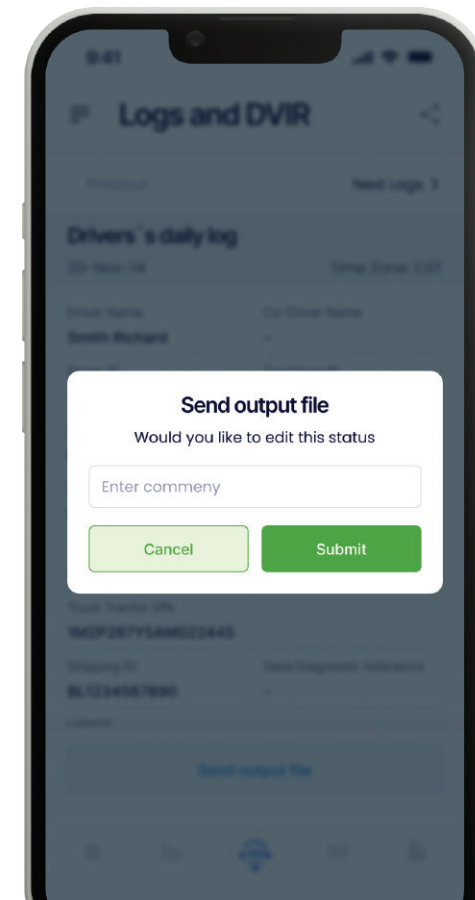 9:41
Logs and DVIR
Previous
Next Logs
Drivers`s daily log
20-Nov-14
Time Zone: CST
Driver Name
Co-Driver Name
Smith Richard
-
Send output file
Would you like to edit this status
Enter commeny
Cancel
Submit
Truck Tractor VIN
1M2P267Y5AM022445
Shipping ID
Data Diagnostic Indicators
BL1234567890
-
Send output file